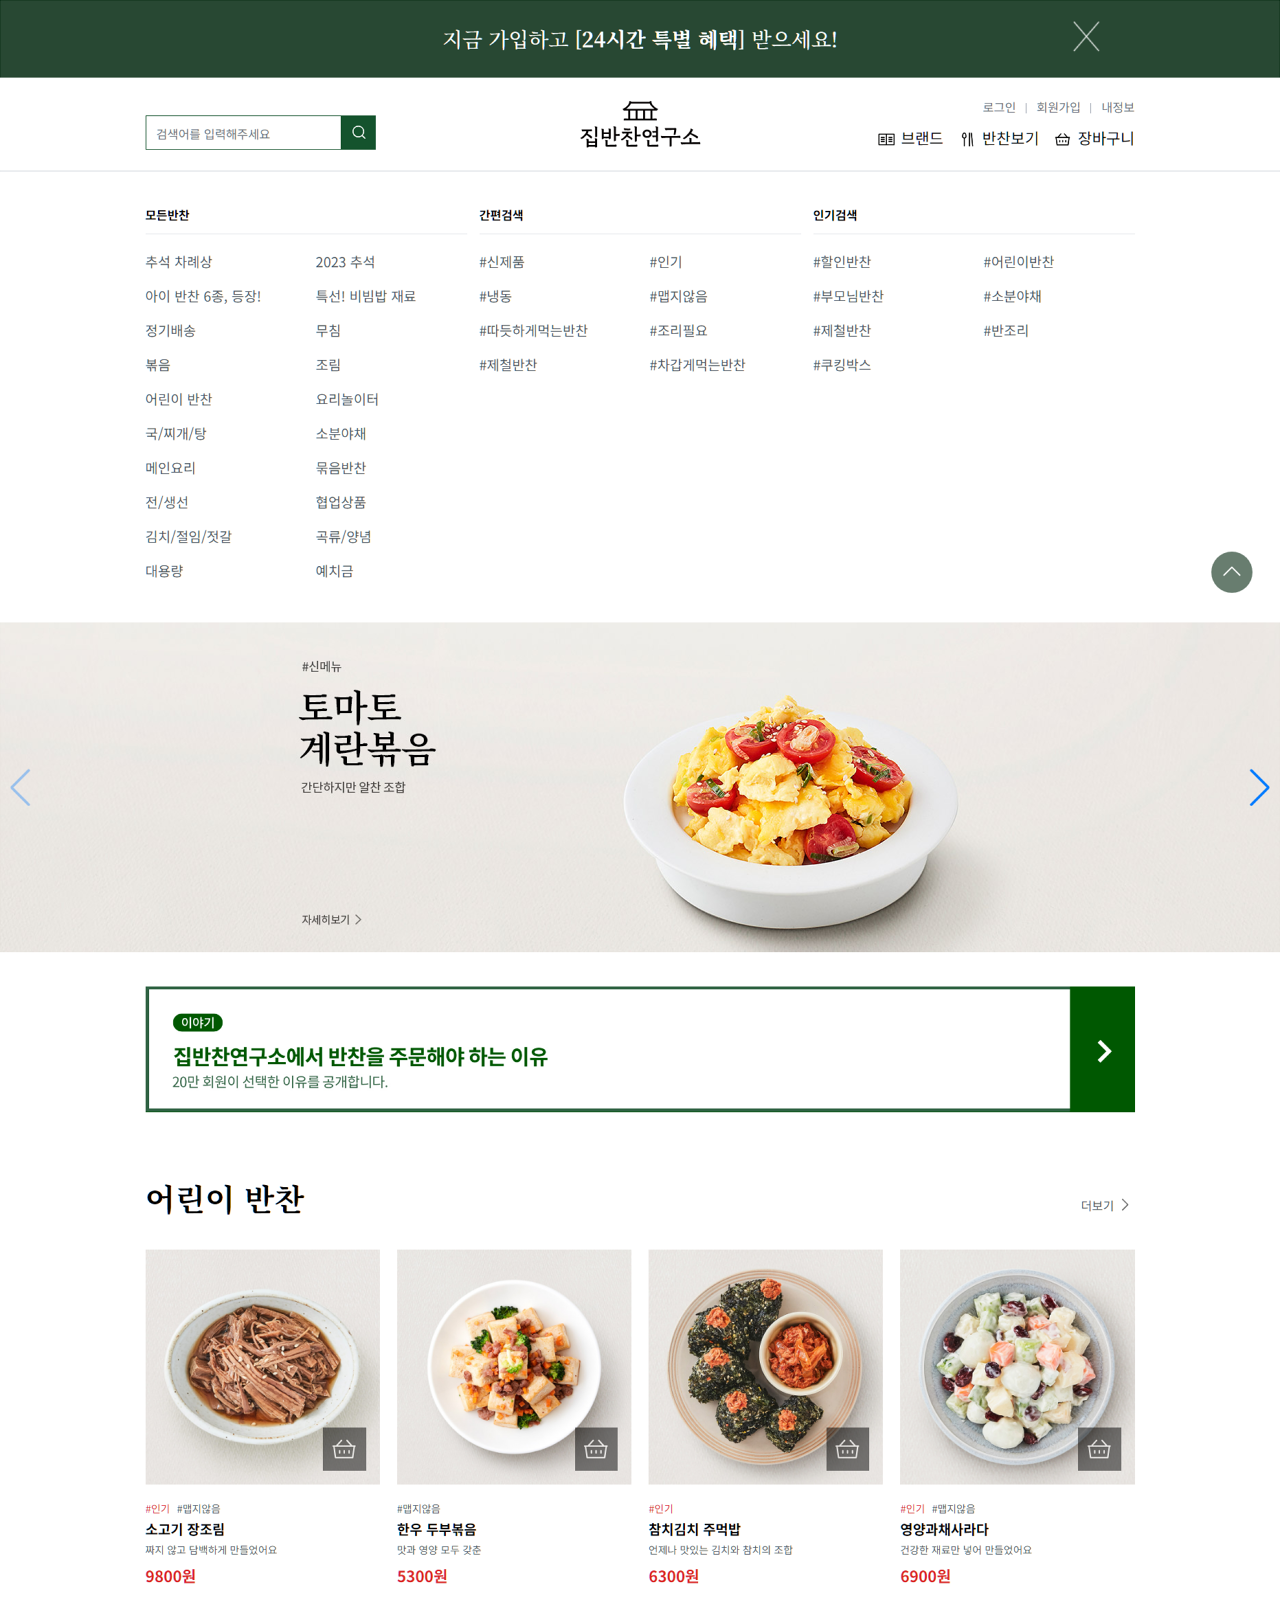 지금 가입하고 [24시간 특별 혜택] 받으세요!
로그인 | 회원가입 | 내정보
검색어를 입력해주세요
집반찬연구소
브랜드 반찬보기 장바구니
모든반찬
추석 차례상 2023 추석
아이 반찬 6종, 등장! 특선! 비빔밥 재료
정기배송 무침
볶음 조림
어린이 반찬 요리놀이터
국/찌개/탕 소분야채
메인요리 묶음반찬
전/생선 협업상품
김치/절임/젓갈 곡류/양념
대용량 예치금
간편검색
#신제품 #인기
#냉동 #맵지않음
#따듯하게먹는반찬 #조리필요
#제철반찬 #차갑게먹는반찬
인기검색
#할인반찬 #어린이반찬
#부모님반찬 #소분야채
#제철반찬 #반조리
#쿠킹박스
#신메뉴
토마토
계란볶음
간단하지만 알찬 조합
자세히보기
이야기
집반찬연구소에서 반찬을 주문해야 하는 이유
20만 회원이 선택한 이유를 공개합니다.
어린이 반찬
더보기
#인기 #맵지않음
소고기 장조림
짜지 않고 담백하게 만들었어요
9800원
#맵지않음
한우 두부볶음
맛과 영양 모두 갖춘
5300원
#인기
참치김치 주먹밥
언제나 맛있는 김치와 참치의 조합
6300원
#인기 #맵지않음
영양과채사라다
건강한 재료만 넣어 만들었어요
6900원